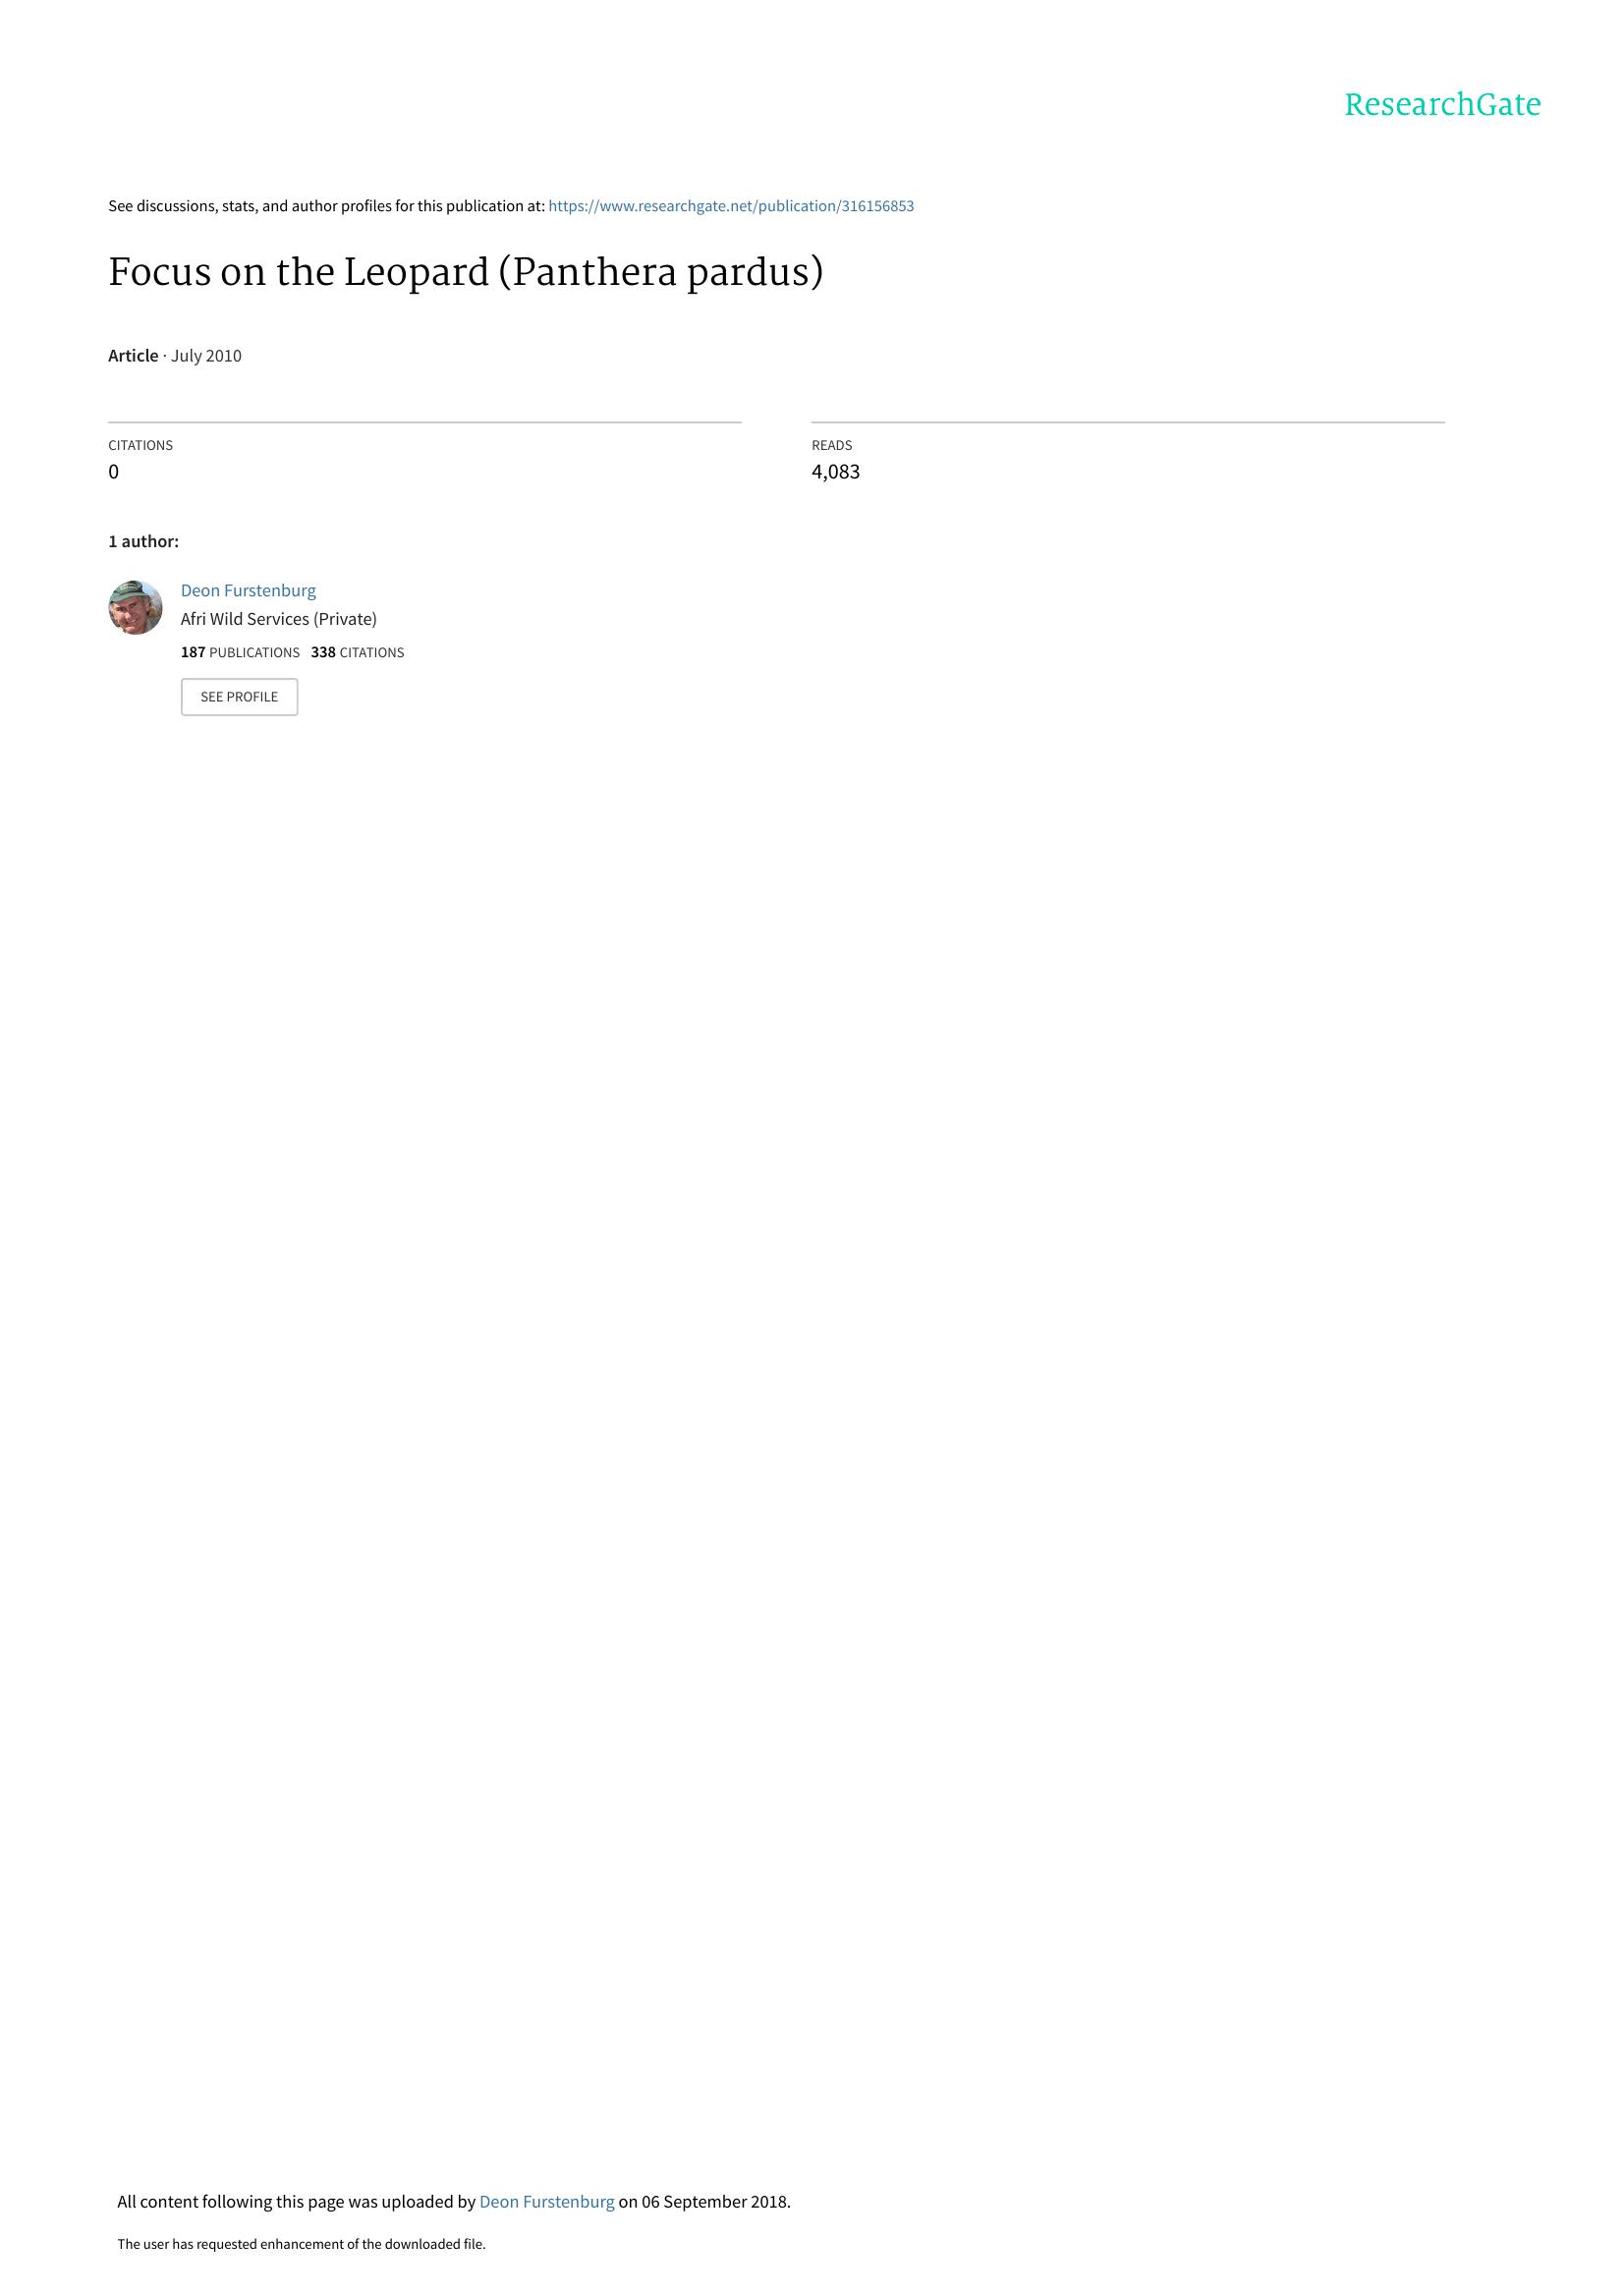 ResearchGate
See discussions, stats, and author profiles for this publication at: https://www.researchgate.net/publication/316156853
Focus on the Leopard (Panthera pardus)
Article · July 2010
CITATIONS
0
READS
4,083
1 author:
Deon Furstenburg
Afri Wild Services (Private)
187 PUBLICATIONS 338 CITATIONS
SEE PROFILE
All content following this page was uploaded by Deon Furstenburg on 06 September 2018.
The user has requested enhancement of the downloaded file.